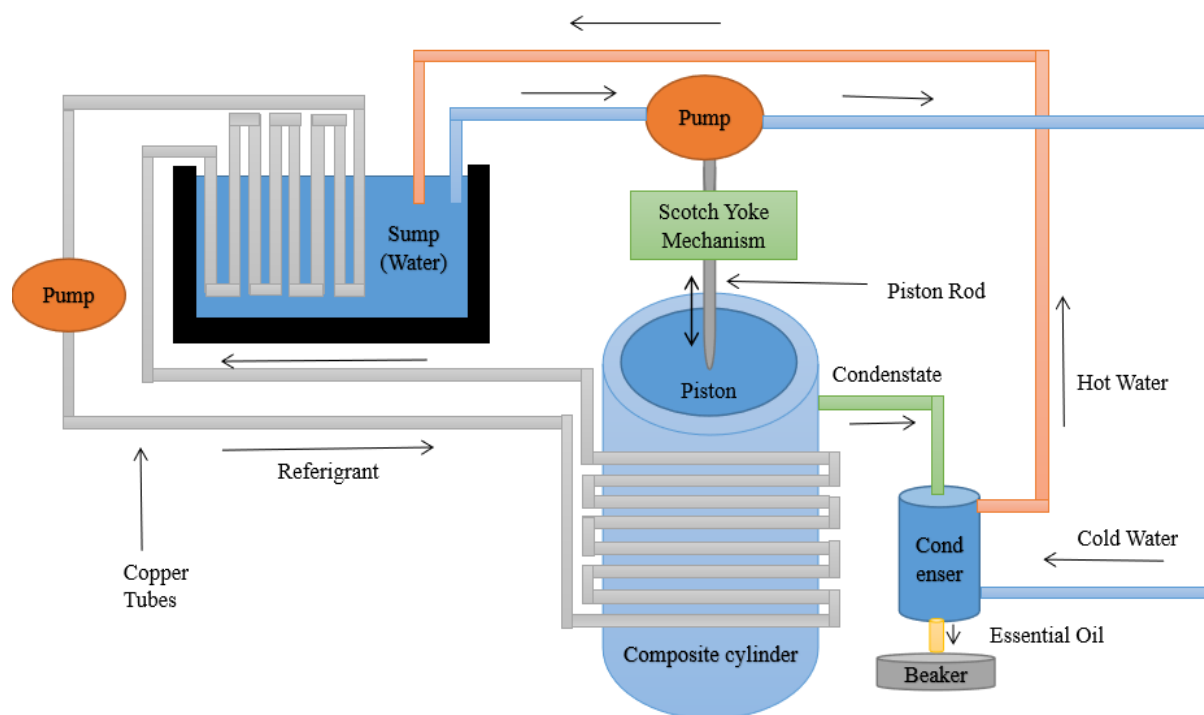 Pump
Scotch Yoke
Mechanism
Sump
(Water)
Pump
Piston Rod
Piston
Condenstate
Hot Water
Referigrant
Cold Water
Cond
enser
Copper
Tubes
Essential Oil
Composite cylinder
Beaker